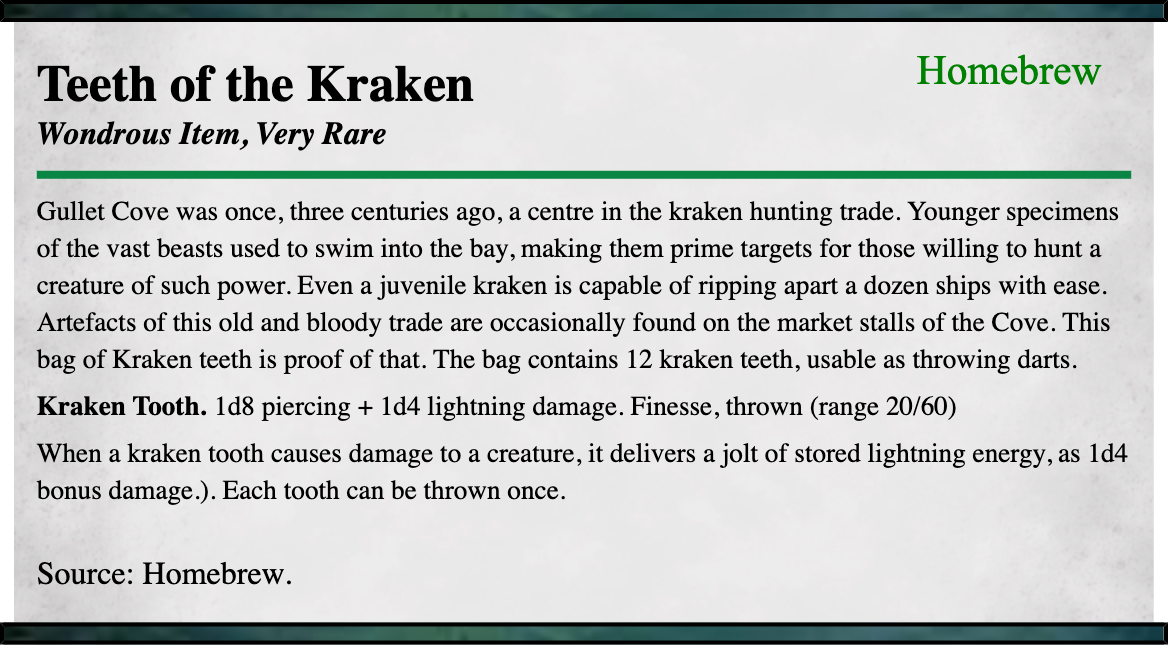 Teeth of the Kraken
Homebrew
Wondrous Item, Very Rare
Gullet Cove was once, three centuries ago, a centre in the kraken hunting trade. Younger specimens
of the vast beasts used to swim into the bay, making them prime targets for those willing to hunt a
creature of such power. Even a juvenile kraken is capable of ripping apart a dozen ships with ease.
Artefacts of this old and bloody trade are occasionally found on the market stalls of the Cove. This
bag of Kraken teeth is proof of that. The bag contains 12 kraken teeth, usable as throwing darts.
Kraken Tooth. 1d8 piercing + 1d4 lightning damage. Finesse, thrown (range 20/60)
When a kraken tooth causes damage to a creature, it delivers a jolt of stored lightning energy, as 1d4
bonus damage.). Each tooth can be thrown once.
Source: Homebrew.